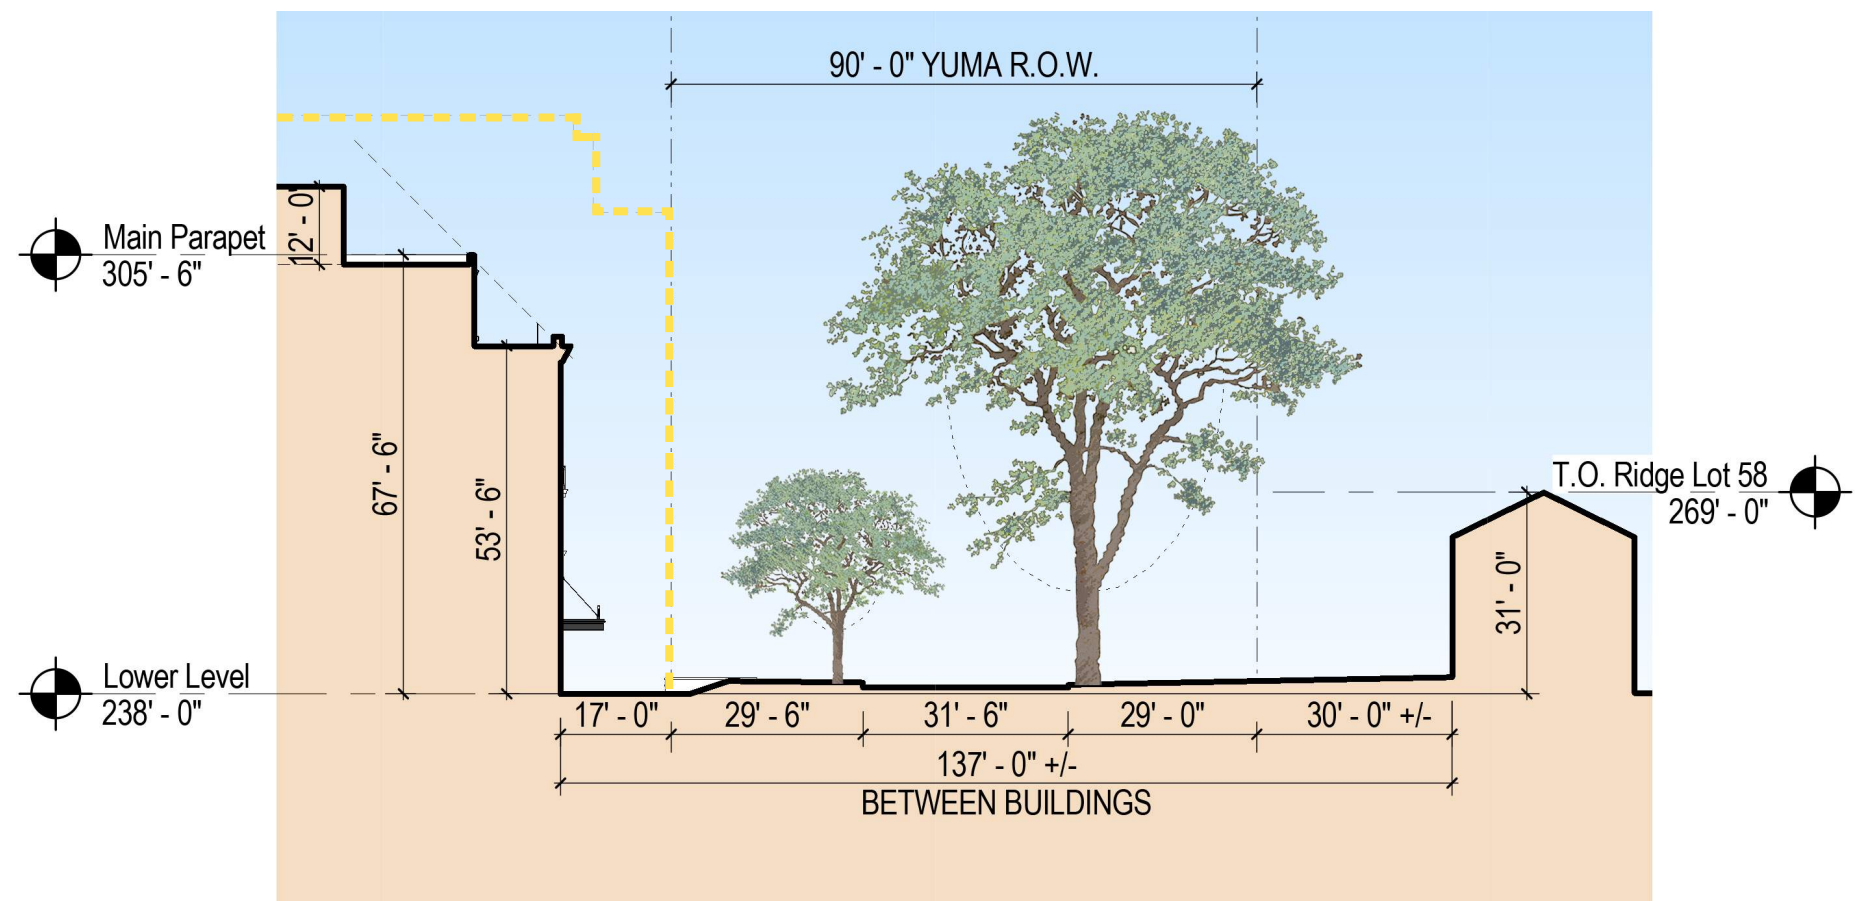 90' - 0" YUMA R.O.W.
12' - 0"
Main Parapet
305' - 6"
67' - 6"
53' - 6"
T.O. Ridge Lot 58
269' - 0"
31' - 0"
Lower Level
238' - 0"
17' - 0"
29' - 6"
31' - 6"
29' - 0"
30' - 0" +/-
137' - 0" +/-
BETWEEN BUILDINGS